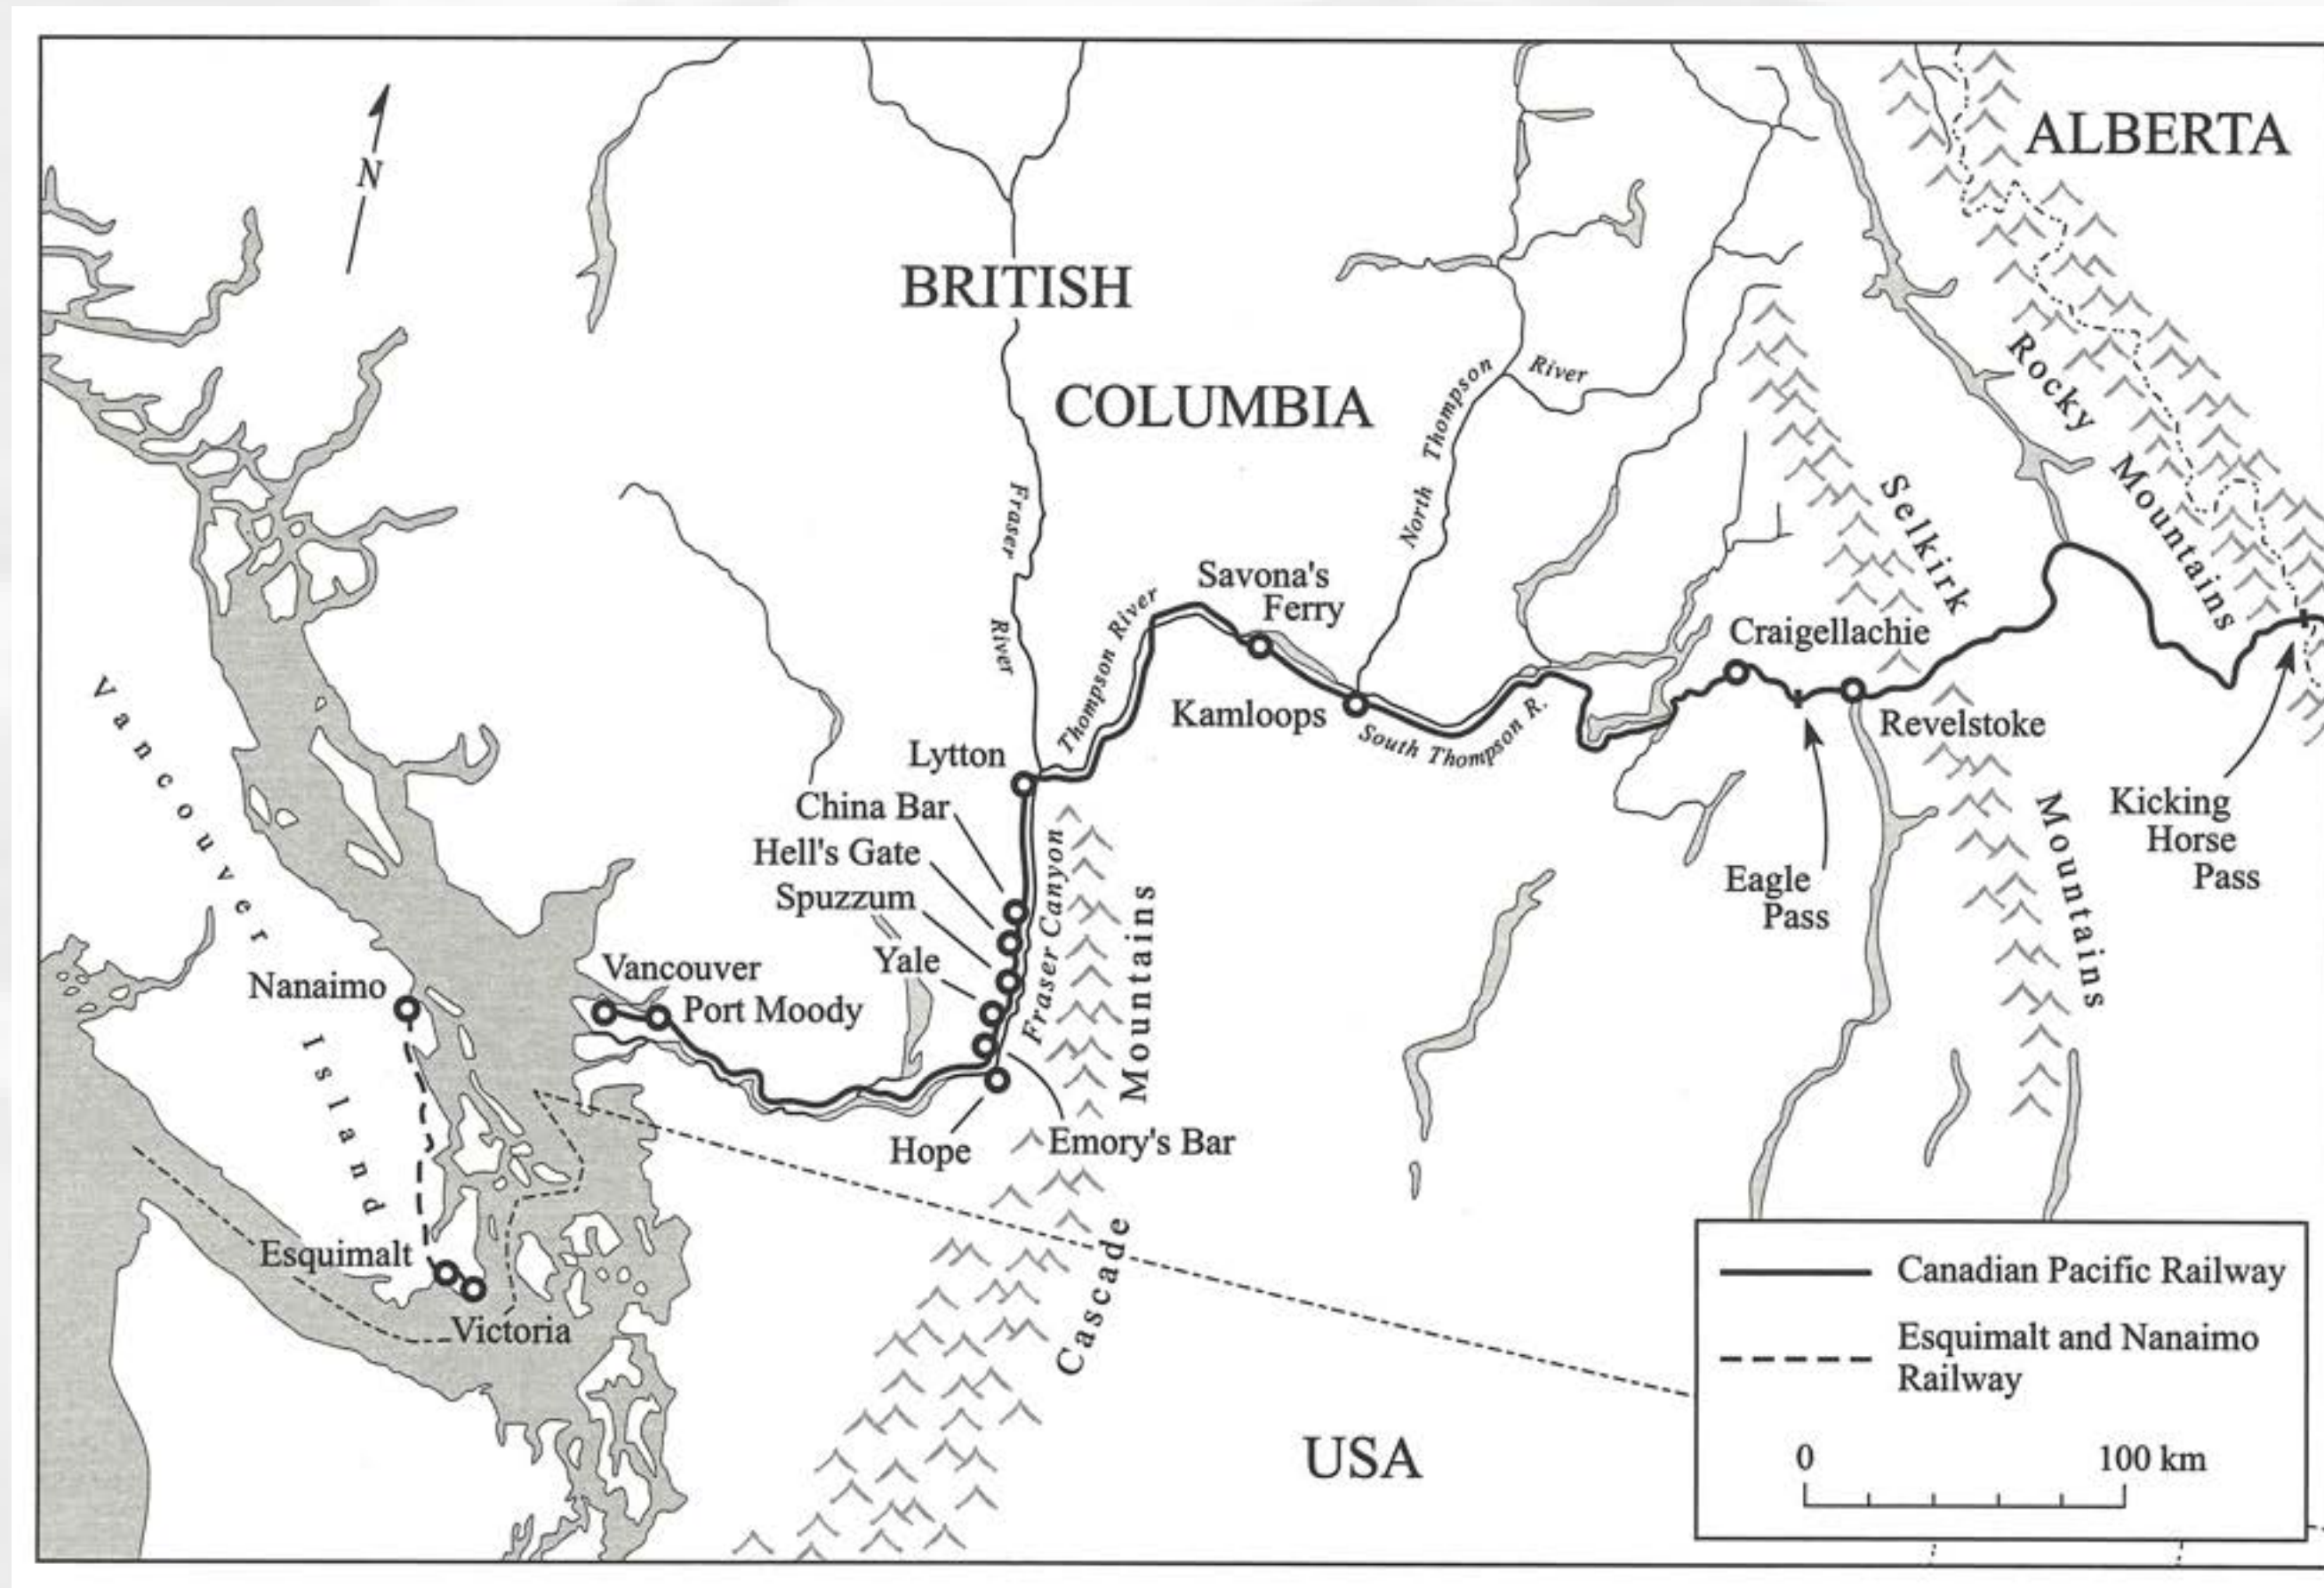 N
ALBERTA
BRITISH
COLUMBIA
Rocky
Mountains
River
North Thompson
Selkirk
Mountains
Fraser
River
Savona's
Ferry
Thompson River
Craigellachie
Kamloops
South Thompson R.
Revelstoke
Lytton
China Bar
Hell's Gate
Spuzzum
Yale
Fraser Canyon
Kicking
Horse
Pass
Eagle
Pass
Vancouver
Island
Nanaimo
Vancouver
Port Moody
Mountains
Cascade
Hope
Emory's Bar
Esquimalt
Victoria
USA
Canadian Pacific Railway
Esquimalt and Nanaimo
Railway
0
100 km